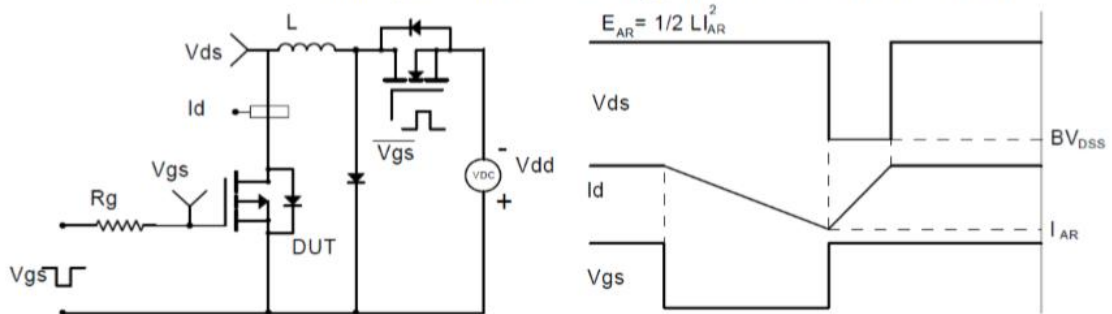 L
Vds
Id
Vgs
Vgs
Rg
DUT
Vgs
VDC
-
+
Vdd
E_AR = 1/2 LI_AR^2
Vds
BV_DSS
Id
I_AR
Vgs